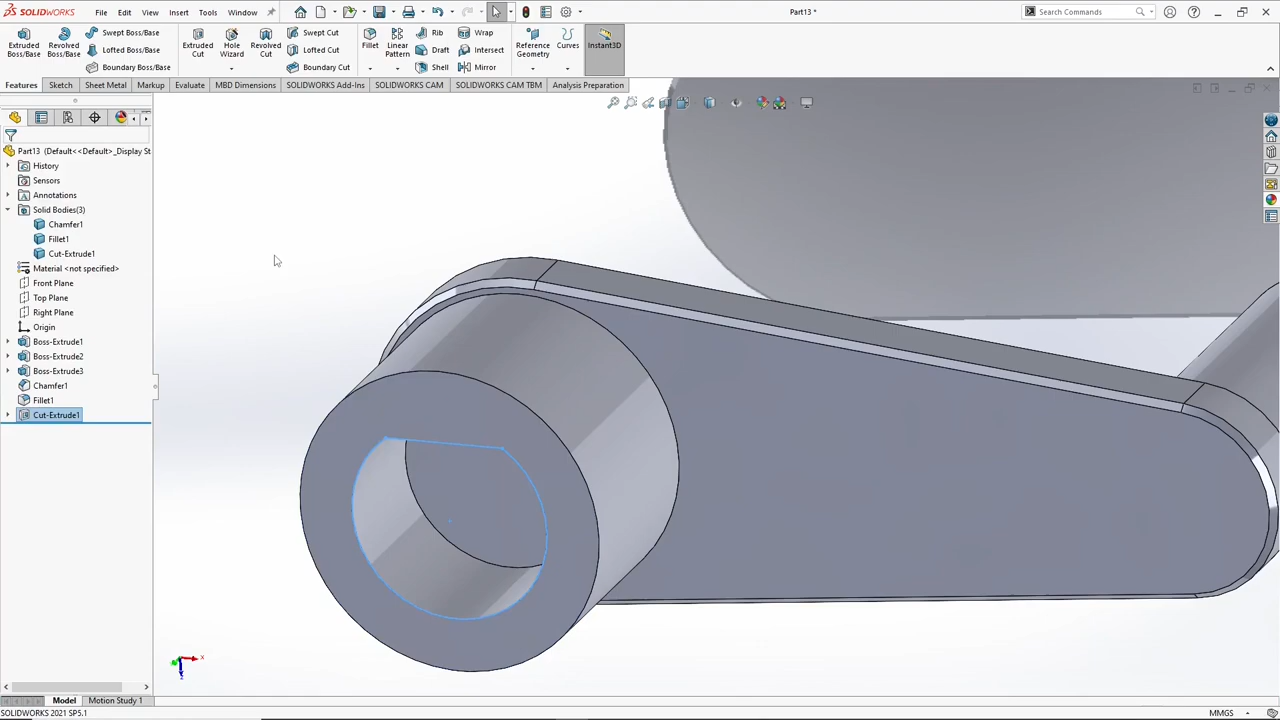 SOLIDWORKS File Edit View Insert Tools Window Part13 * Search Commands
Extruded Boss/Base
Revolved Boss/Base
Swept Boss/Base
Lofted Boss/Base
Boundary Boss/Base
Extruded Cut
Hole Wizard
Revolved Cut
Swept Cut
Lofted Cut
Boundary Cut
Fillet
Linear Pattern
Rib
Draft
Shell
Wrap
Intersect
Mirror
Reference Geometry
Curves
Instant3D
Features Sketch Sheet Metal Markup Evaluate MBD Dimensions SOLIDWORKS Add-Ins SOLIDWORKS CAM SOLIDWORKS CAM TBM Analysis Preparation
Part13 (Default<<Default>_Display St
History
Sensors
Annotations
Solid Bodies(3)
Chamfer1
Fillet1
Cut-Extrude1
Material <not specified>
Front Plane
Top Plane
Right Plane
Origin
Boss-Extrude1
Boss-Extrude2
Boss-Extrude3
Chamfer1
Fillet1
Cut-Extrude1
x
Model Motion Study 1
SOLIDWORKS 2021 SP5.1 MMGS